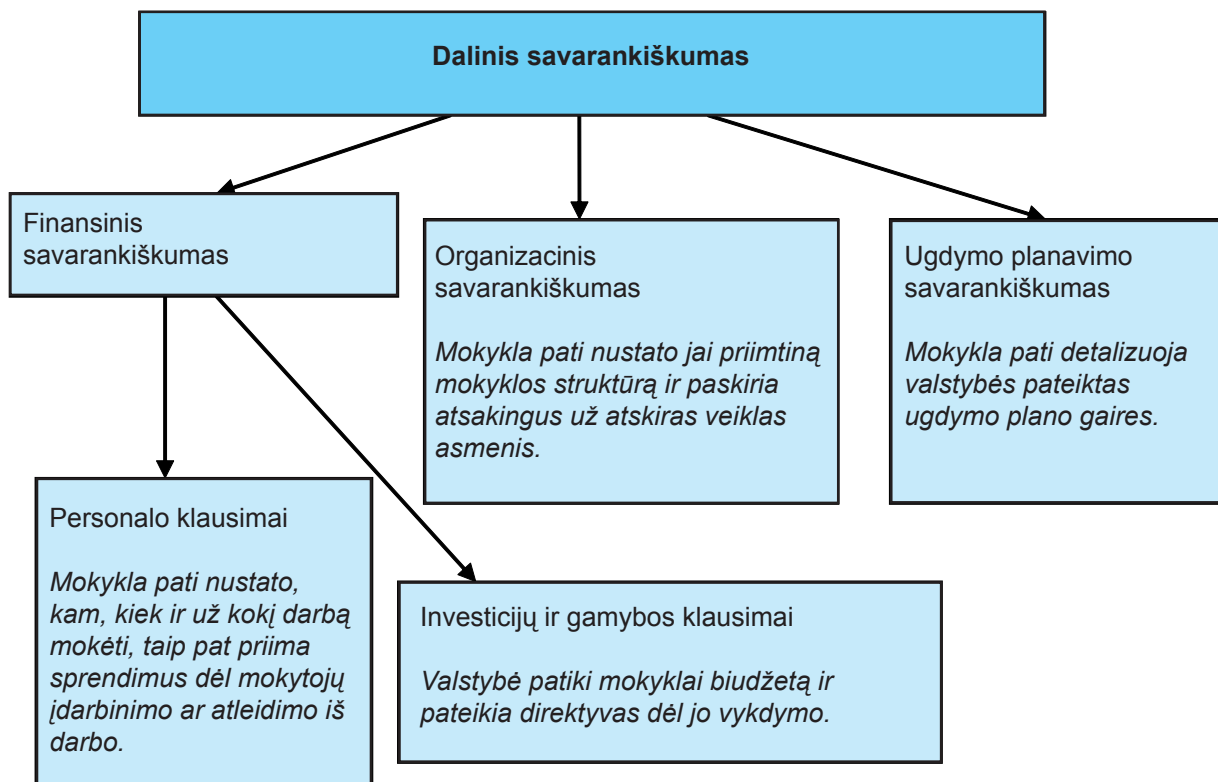 Dalinis savarankiškumas
Finansinis
savarankiškumas
Organizacinis
savarankiškumas
Mokykla pati nustato jai priimtiną
mokyklos struktūrą ir paskiria
atsakingus už atskiras veiklas
asmenis.
Ugdymo planavimo
savarankiškumas
Mokykla pati detalizuoja
valstybės pateiktas
ugdymo plano gaires.
Personalo klausimai
Mokykla pati nustato,
kam, kiek ir už kokį darbą
mokėti, taip pat priima
sprendimus dėl mokytojų
įdarbinimo ar atleidimo iš
darbo.
Investicijų ir gamybos klausimai
Valstybė patiki mokyklai biudžetą ir
pateikia direktyvas dėl jo vykdymo.